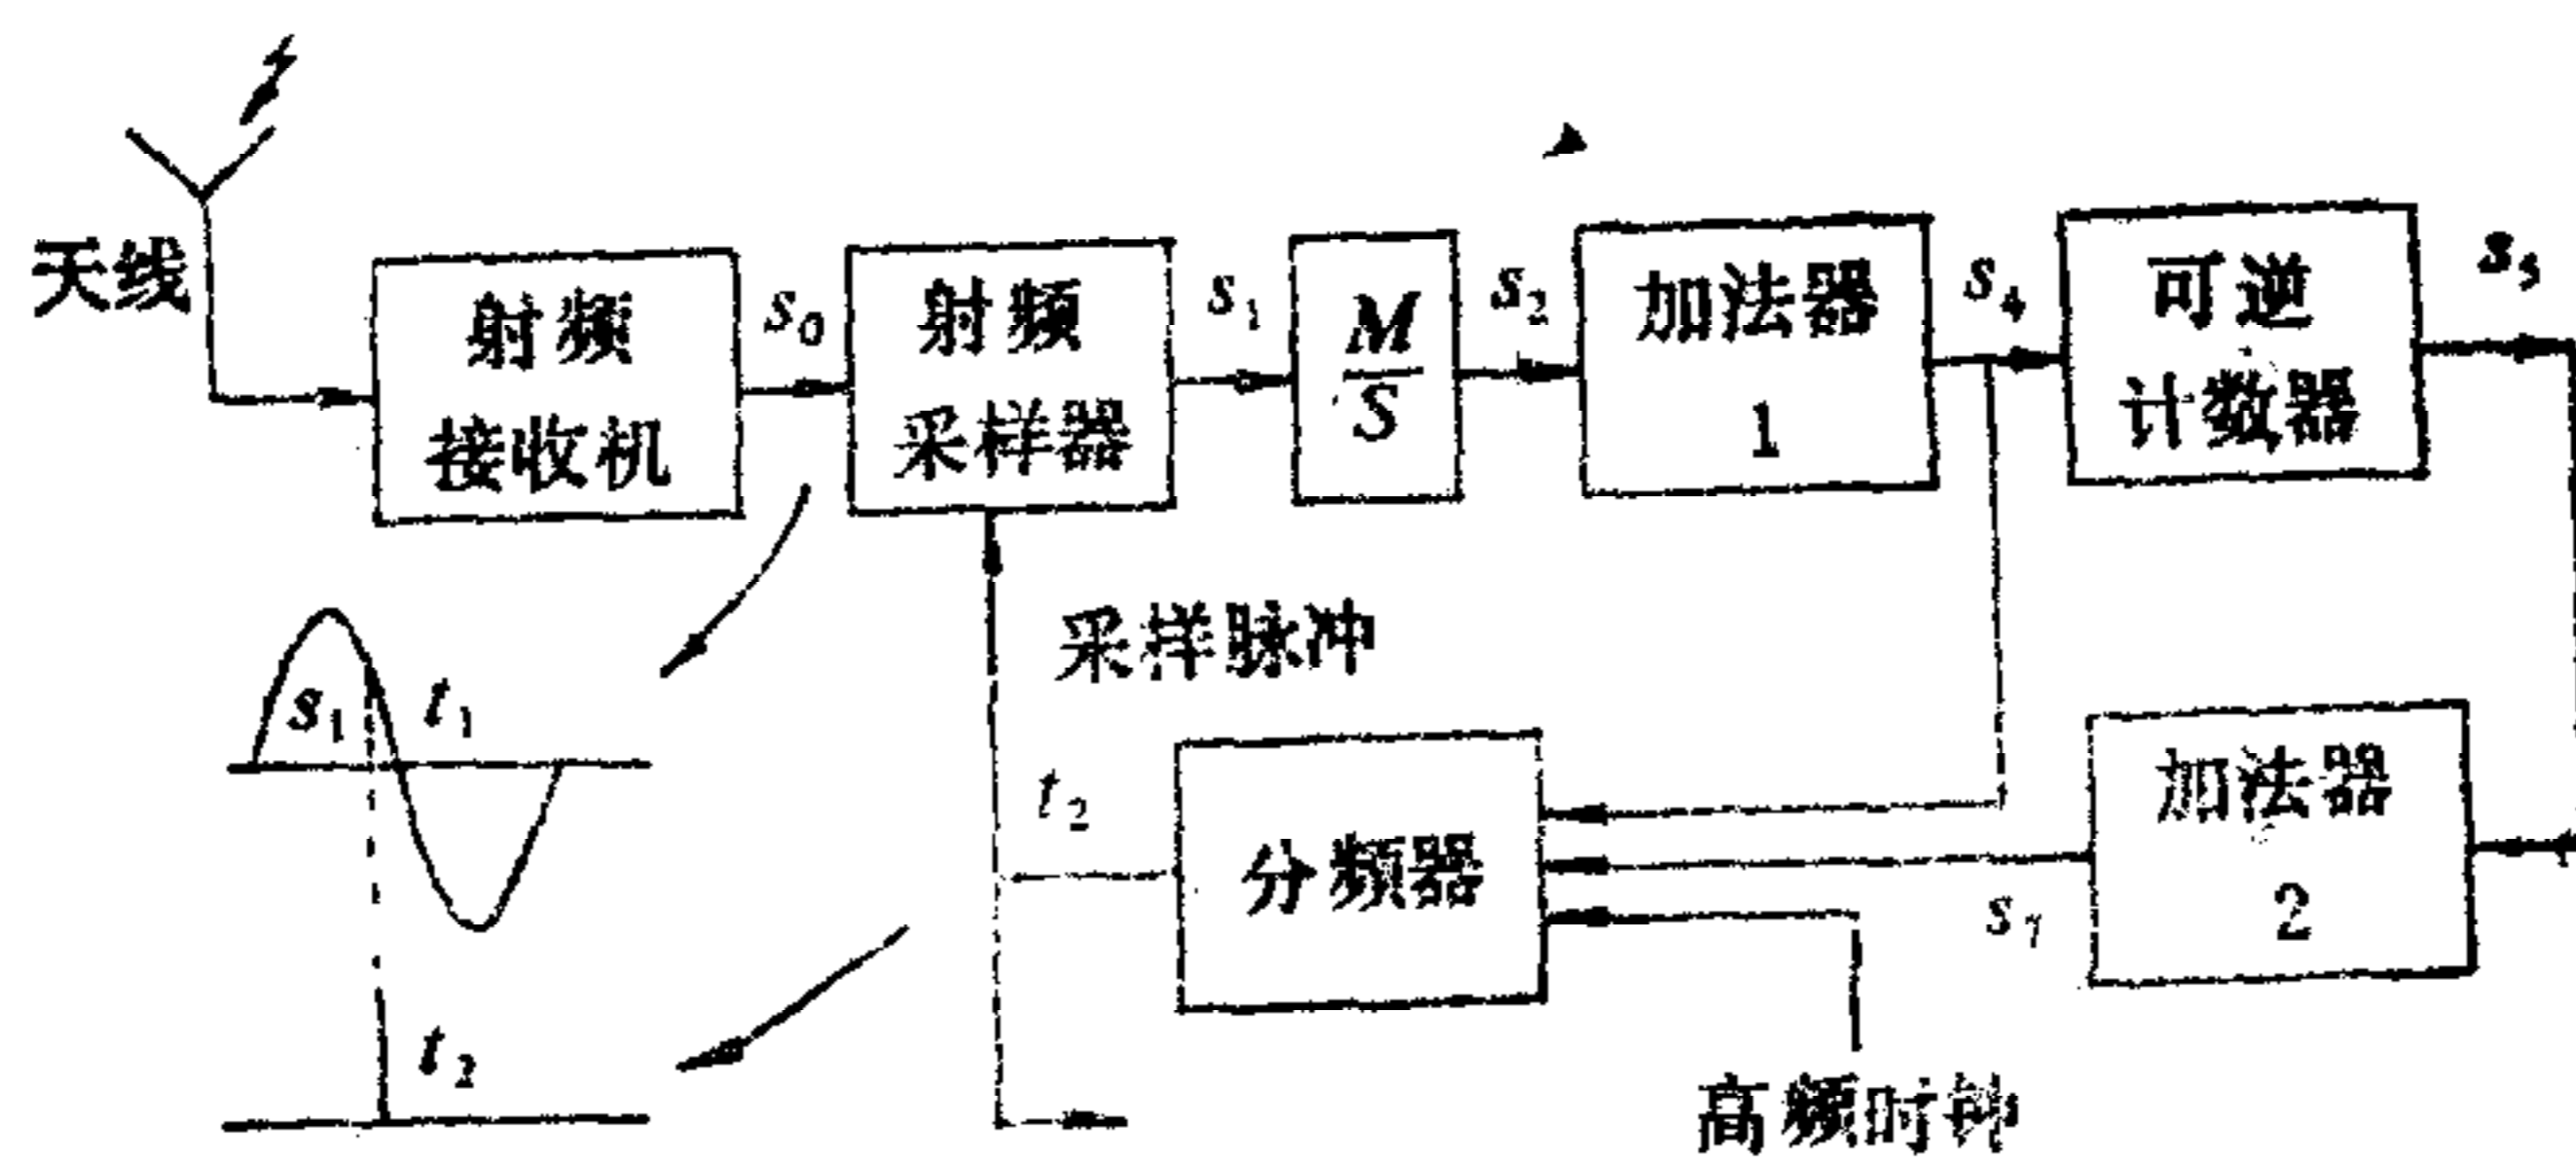 天线
射频
接收机
s₀
射频
采样器
s₁
M
S
s₂
加法器
1
s₄
可逆
计数器
s₅
s₁
t₁
采样脉冲
t₂
分频器
加法器
2
s₇
t₂
高频时钟